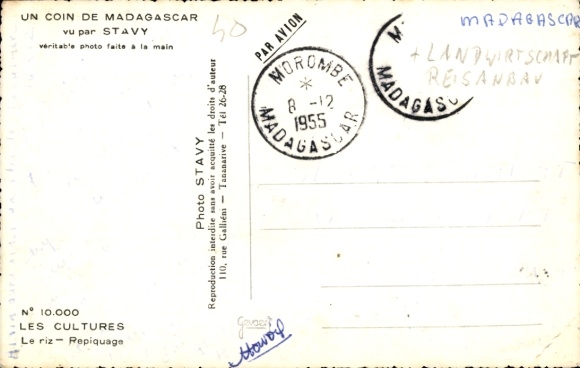 UN COIN DE MADAGASCAR
vu par STAVY
véritable photo faite à la main
40
PAR AVION
MOROMBE
8 -12
1955
MADAGASCAR
M
MADAGASC
MADAGASCAR
+ LANDWIRTSCHAFT
REISANBAU
Photo STAVY
Reproduction interdite sans avoir acquitté les droits d'auteur
110, rue Galliéni — Tananarive — Tél 26-28
N° 10.000
LES CULTURES
Le riz — Repiquage